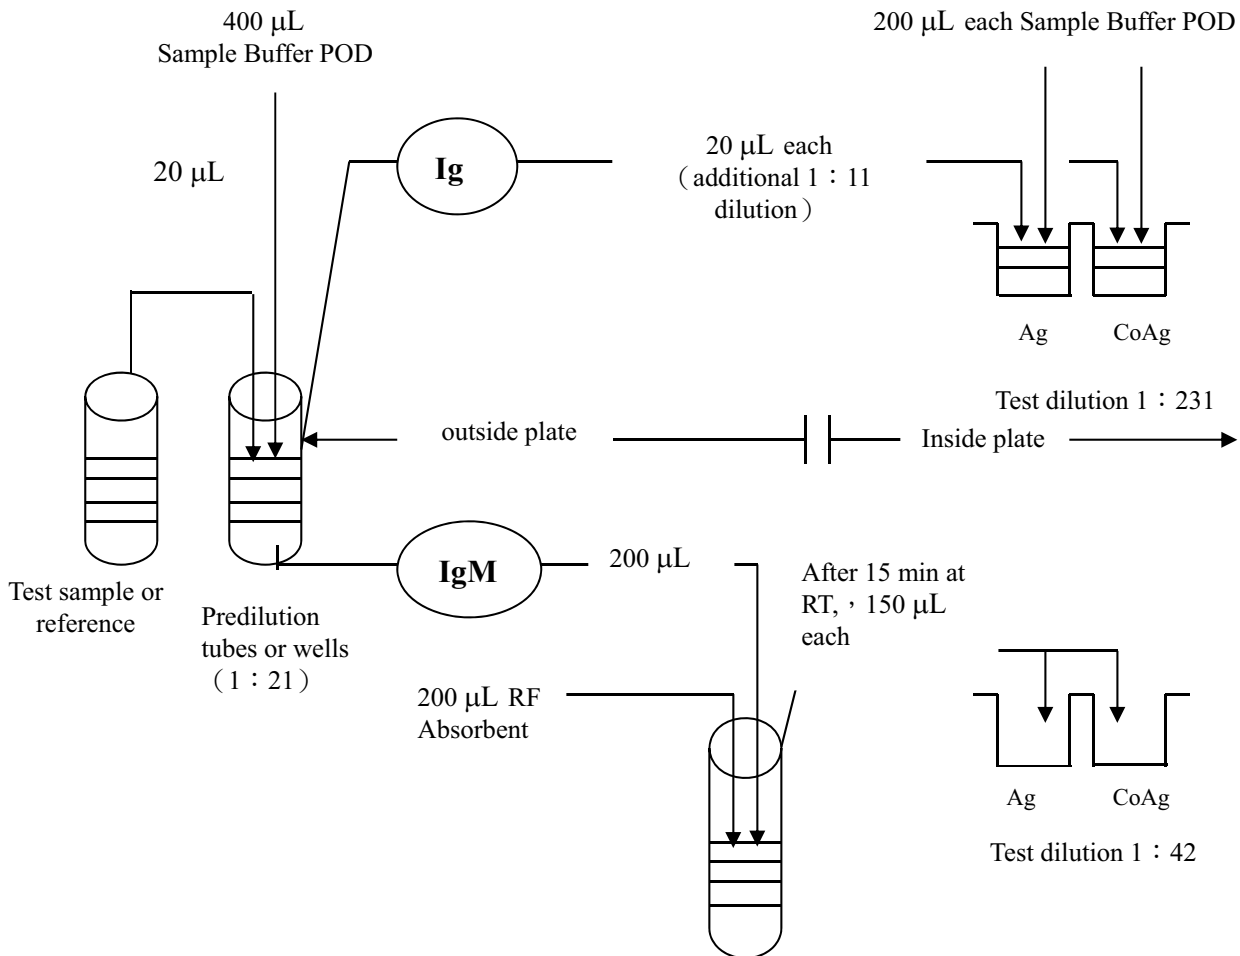 400 μL
Sample Buffer POD
200 μL each Sample Buffer POD
20 μL
Ig
20 μL each
（additional 1：11
dilution）
Ag
CoAg
Test dilution 1：231
outside plate
Inside plate
Test sample or
reference
Predilution
tubes or wells
（1：21）
IgM
200 μL
After 15 min at
RT,，150 μL
each
200 μL RF
Absorbent
Ag
CoAg
Test dilution 1：42